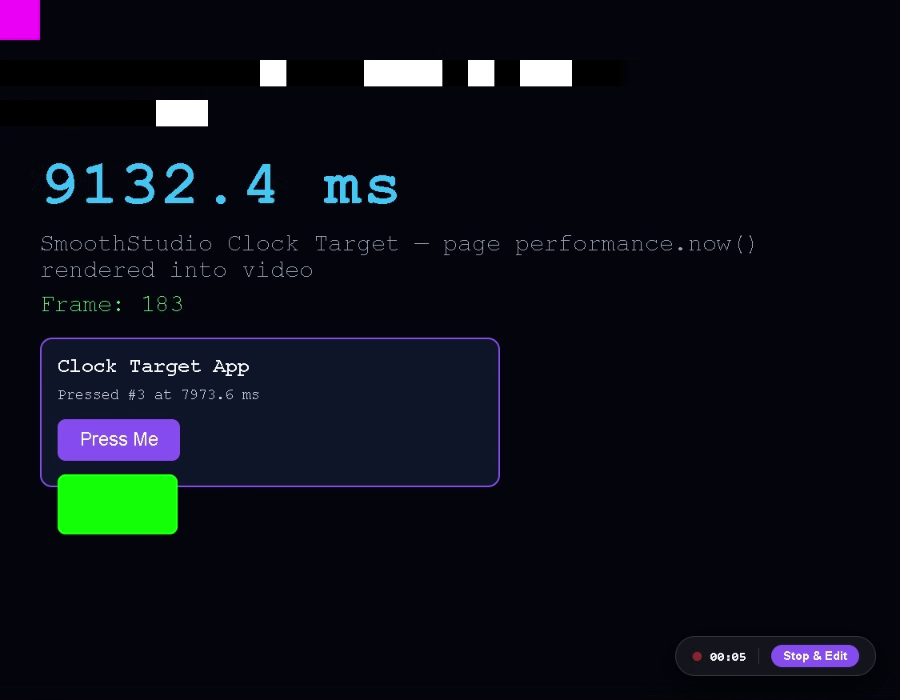 9132.4 ms
SmoothStudio Clock Target — page performance.now()
rendered into video
Frame: 183
Clock Target App
Pressed #3 at 7973.6 ms
Press Me
00:05
Stop & Edit